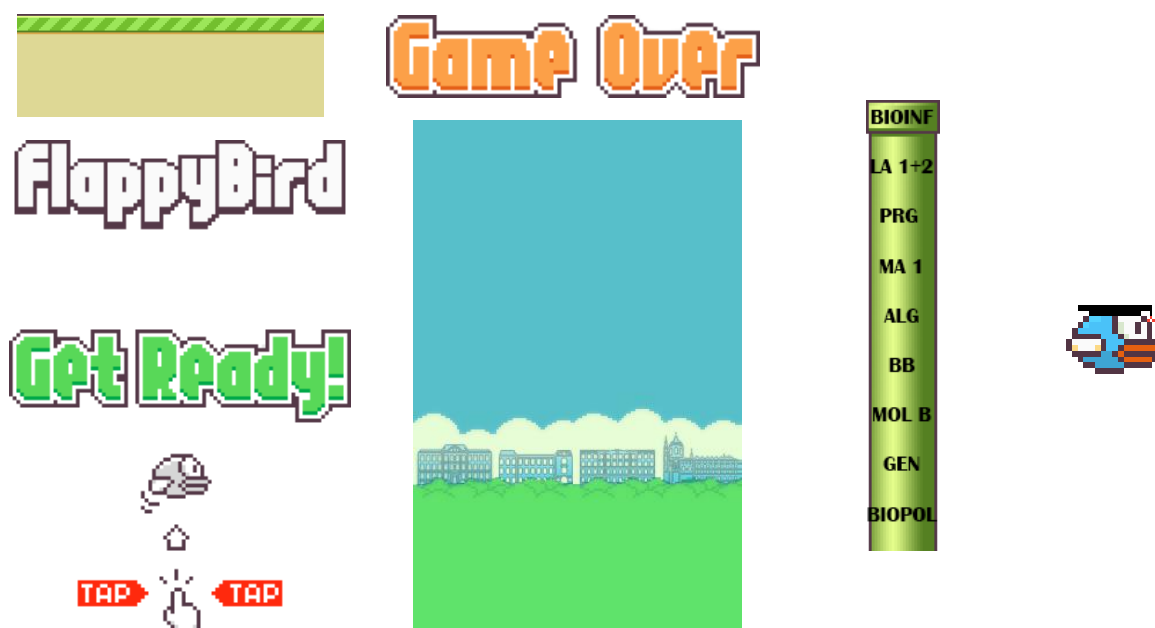 Game Over
FlappyBird
Get Ready!
TAP TAP
BIOINF
LA 1+2
PRG
MA 1
ALG
BB
MOL B
GEN
BIOPOL